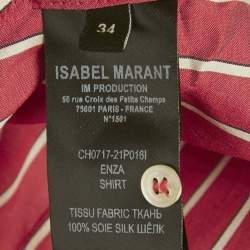 34
ISABEL MARANT
IM PRODUCTION
56 rue Croix des Petits Champs
75001 PARIS - FRANCE
N°1501
CH0717-21P016I
ENZA
SHIRT
TISSU FABRIC ТКАНЬ
100% SOIE SILK ШЁЛК